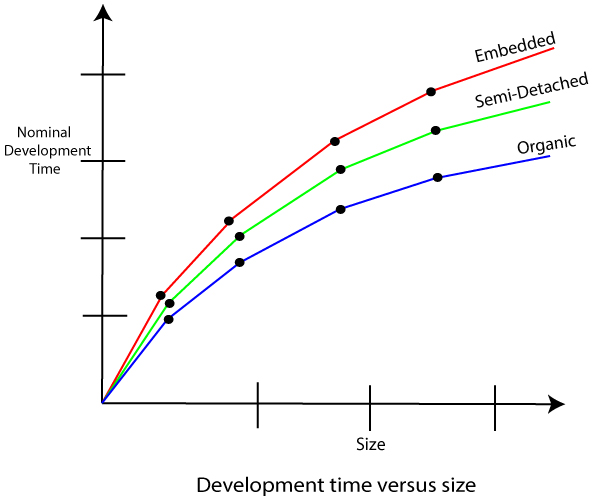 Embedded
Semi-Detached
Organic
Nominal
Development
Time
Size
Development time versus size